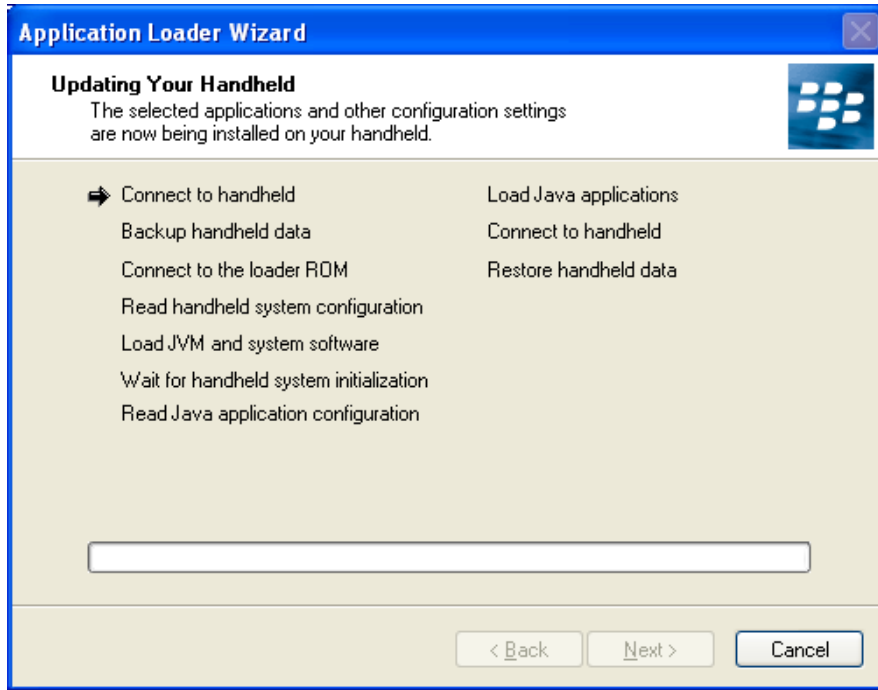 Application Loader Wizard
Updating Your Handheld
The selected applications and other configuration settings
are now being installed on your handheld.
Connect to handheld
Backup handheld data
Connect to the loader ROM
Read handheld system configuration
Load JVM and system software
Wait for handheld system initialization
Read Java application configuration
Load Java applications
Connect to handheld
Restore handheld data
< Back
Next >
Cancel